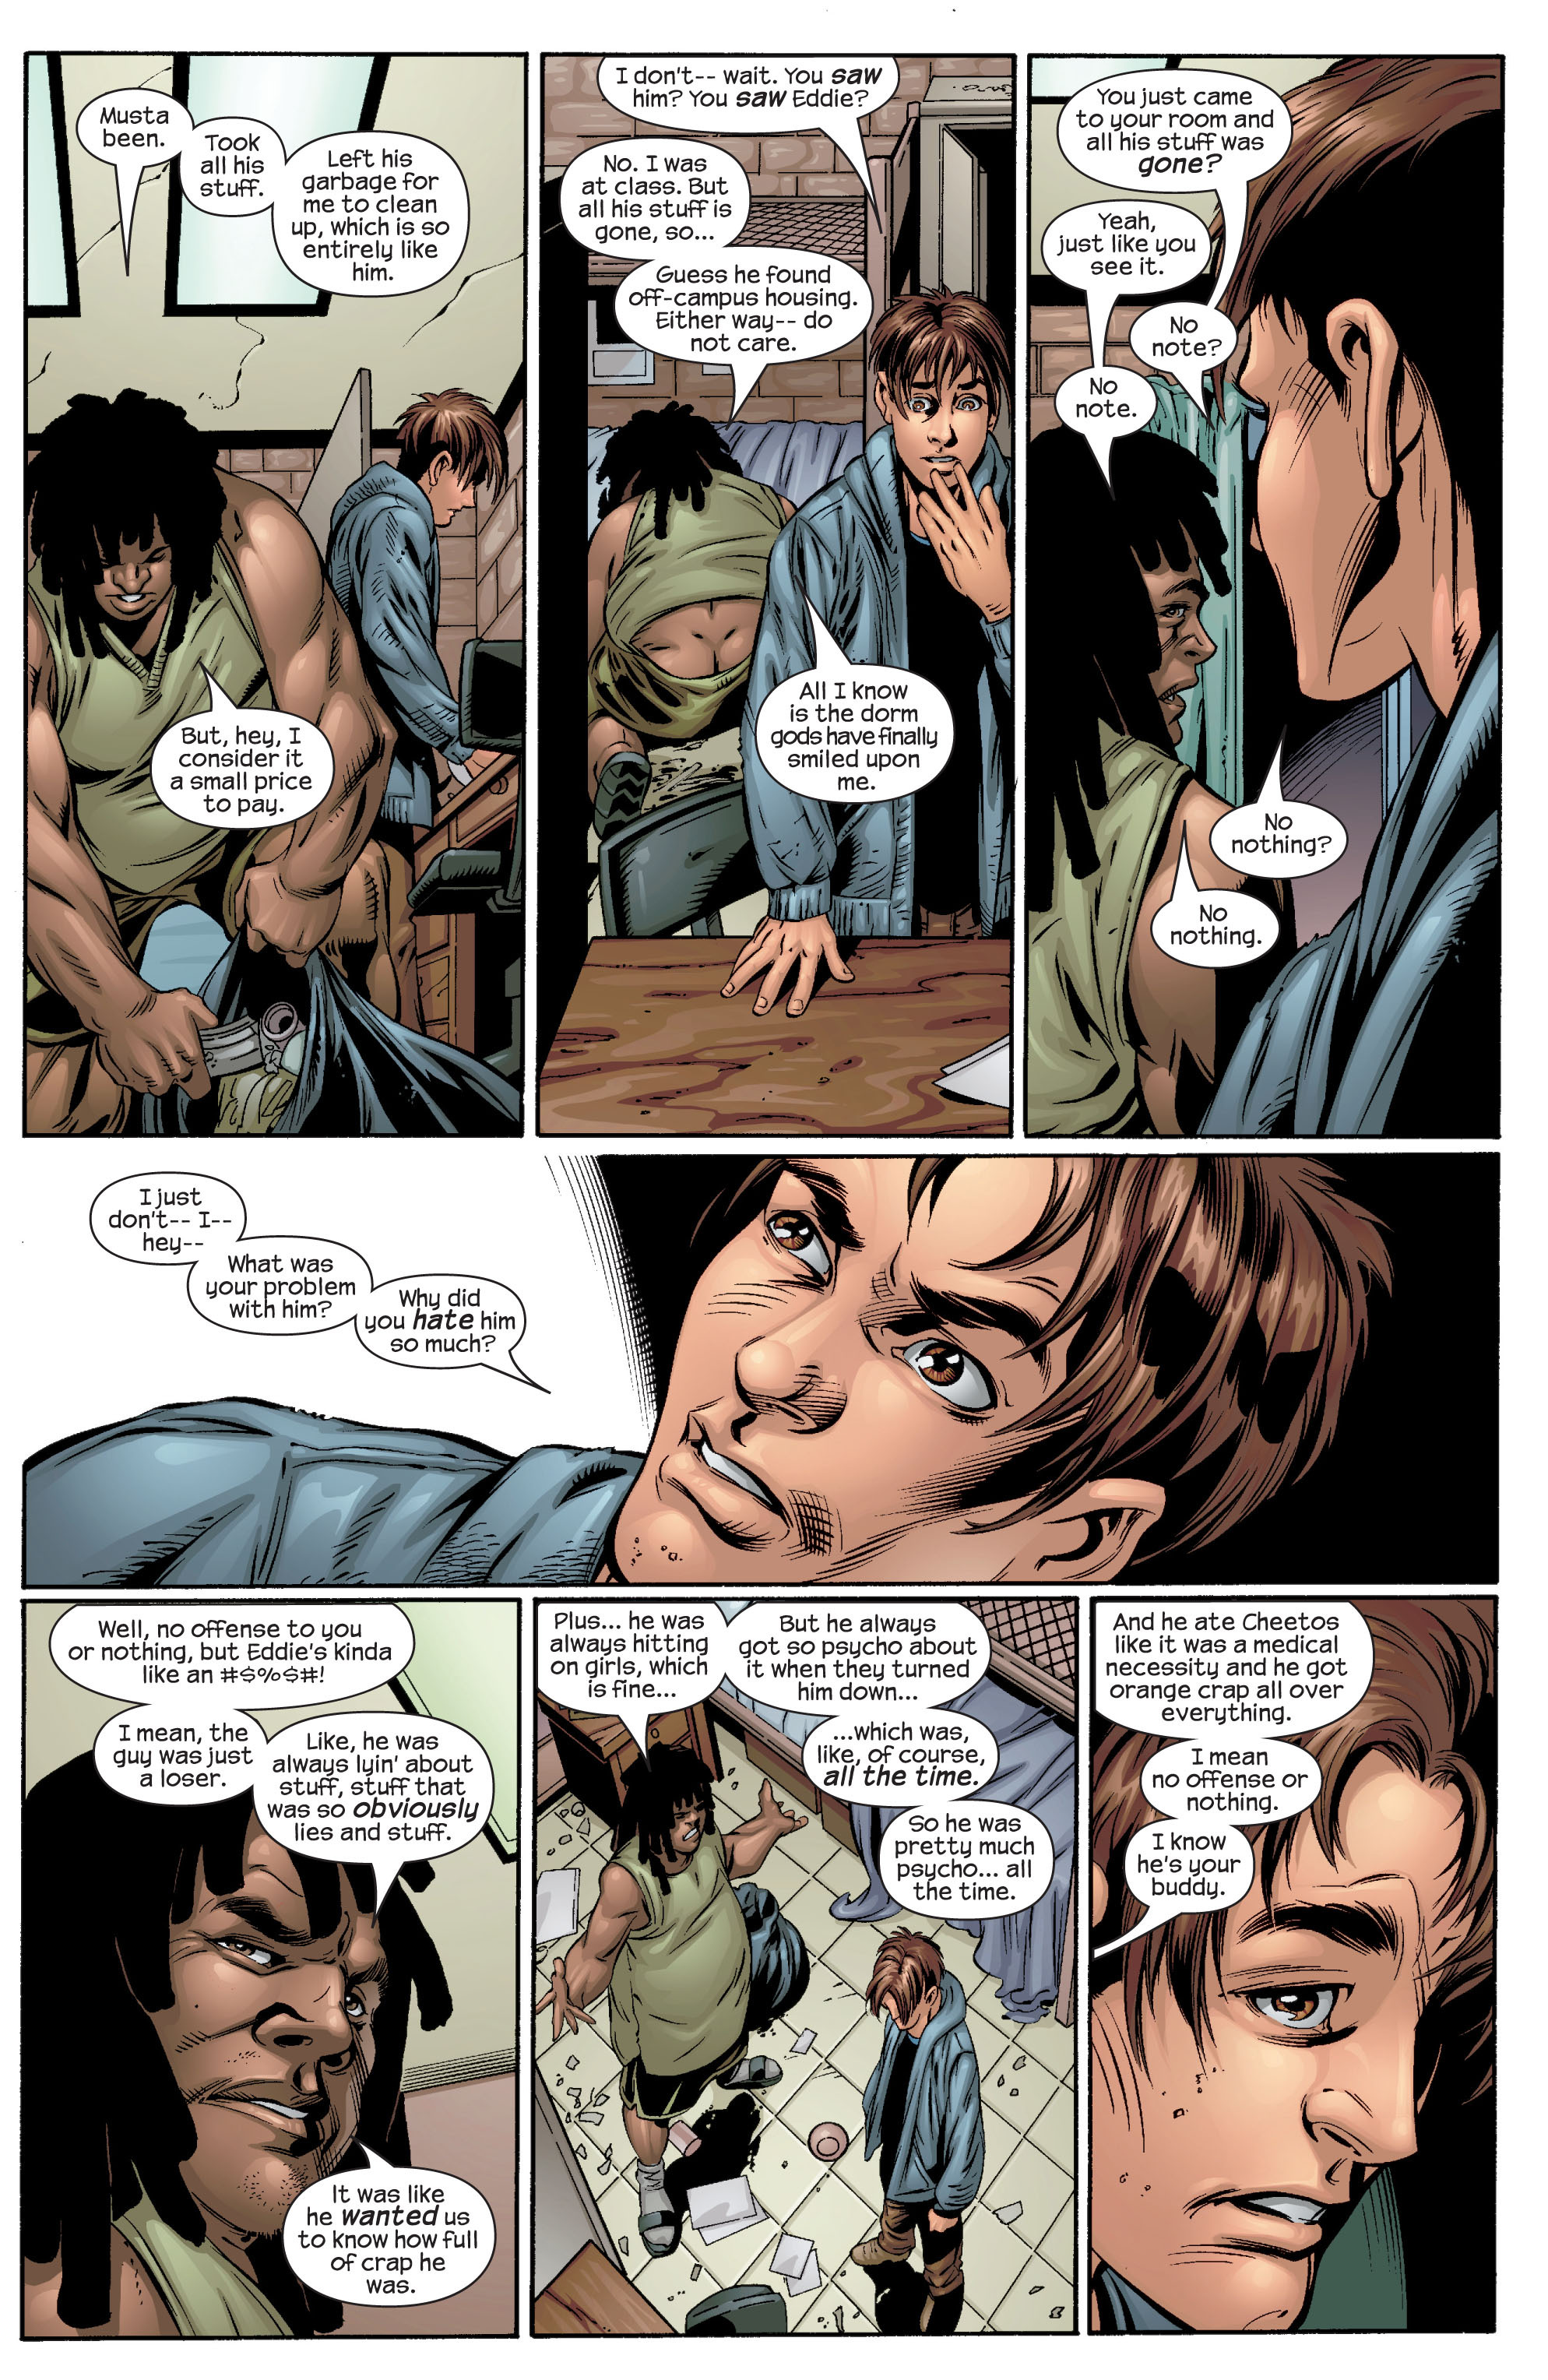 Musta
been.
Took
all his
stuff.
Left his
garbage for
me to clean
up, which is so
entirely like
him.
But, hey, I
consider it
a small price
to pay.
I don't-- wait. You saw
him? You saw Eddie?
No. I was
at class. But
all his stuff is
gone, so...
Guess he found
off-campus housing.
Either way-- do
not care.
All I know
is the dorm
gods have finally
smiled upon
me.
You just came
to your room and
all his stuff was
gone?
Yeah,
just like you
see it.
No
note?
No
note.
No
nothing?
No
nothing.
I just
don't-- I--
hey--
What was
your problem
with him?
Why did
you hate him
so much?
Well, no offense to you
or nothing, but Eddie's kinda
like an #$%$#!
I mean, the
guy was just
a loser.
Like, he was
always lyin' about
stuff, stuff that
was so obviously
lies and stuff.
It was like
he wanted us
to know how full
of crap he
was.
Plus... he was
always hitting
on girls, which
is fine...
But he always
got so psycho about
it when they turned
him down...
...which was,
like, of course,
all the time.
So he was
pretty much
psycho... all
the time.
And he ate Cheetos
like it was a medical
necessity and he got
orange crap all over
everything.
I mean
no offense or
nothing.
I know
he's your
buddy.